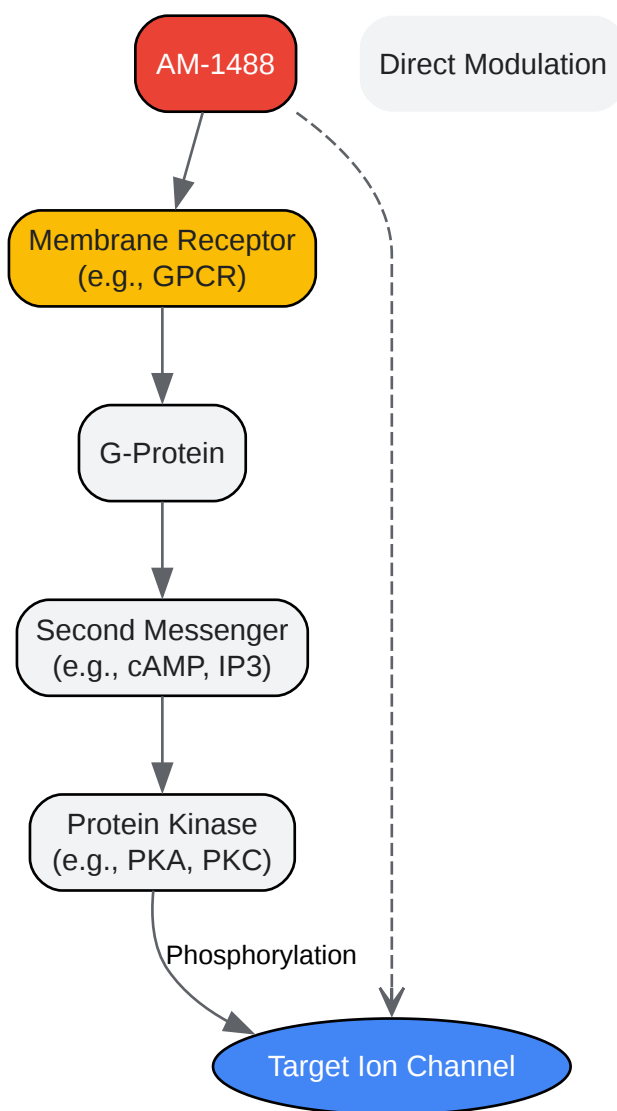 AM-1488
Direct Modulation
Membrane Receptor
(e.g., GPCR)
G-Protein
Second Messenger
(e.g., cAMP, IP3)
Protein Kinase
(e.g., PKA, PKC)
Phosphorylation
Target Ion Channel